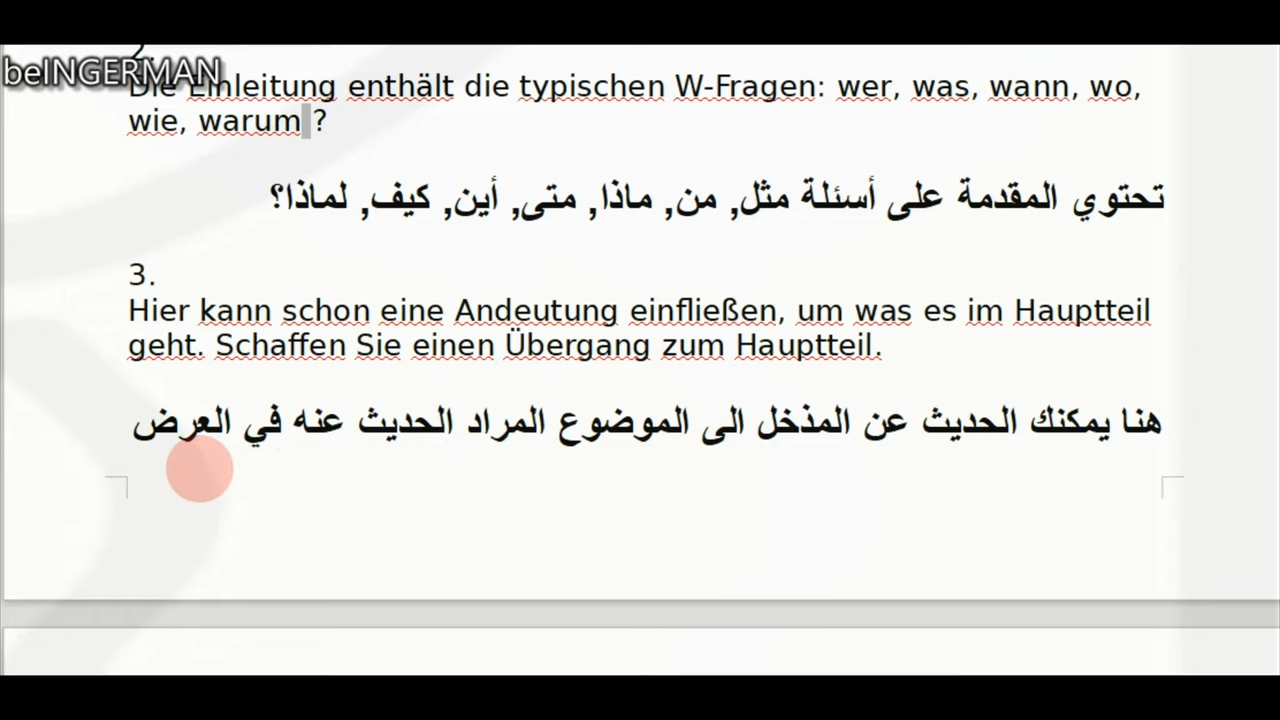 2.
beINGERMAN
Die Einleitung enthält die typischen W-Fragen: wer, was, wann, wo,
wie, warum ?
تحتوي المقدمة على أسئلة مثل, من, ماذا, متى, أين, كيف, لماذا؟
3.
Hier kann schon eine Andeutung einfließen, um was es im Hauptteil
geht. Schaffen Sie einen Übergang zum Hauptteil.
هنا يمكنك الحديث عن المذخل الى الموضوع المراد الحديث عنه في العرض